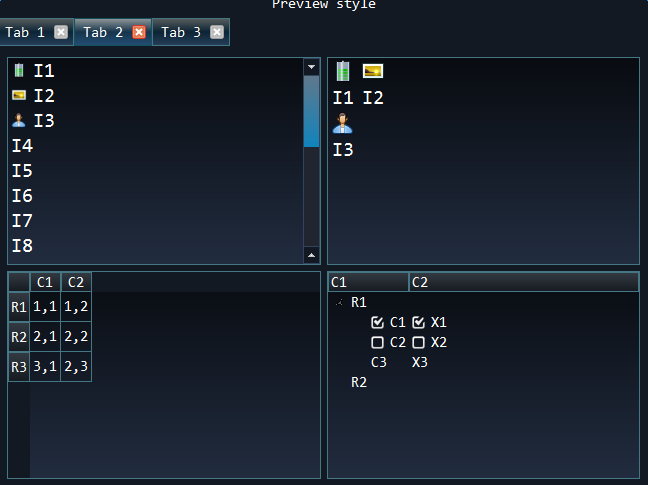 Preview style
Tab 1 Tab 2 Tab 3
I1
I2
I3
I4
I5
I6
I7
I8
I1 I2
I3
C1 C2
R1 1,1 1,2
R2 2,1 2,2
R3 3,1 2,3
C1 C2
R1
C1 X1
C2 X2
C3 X3
R2